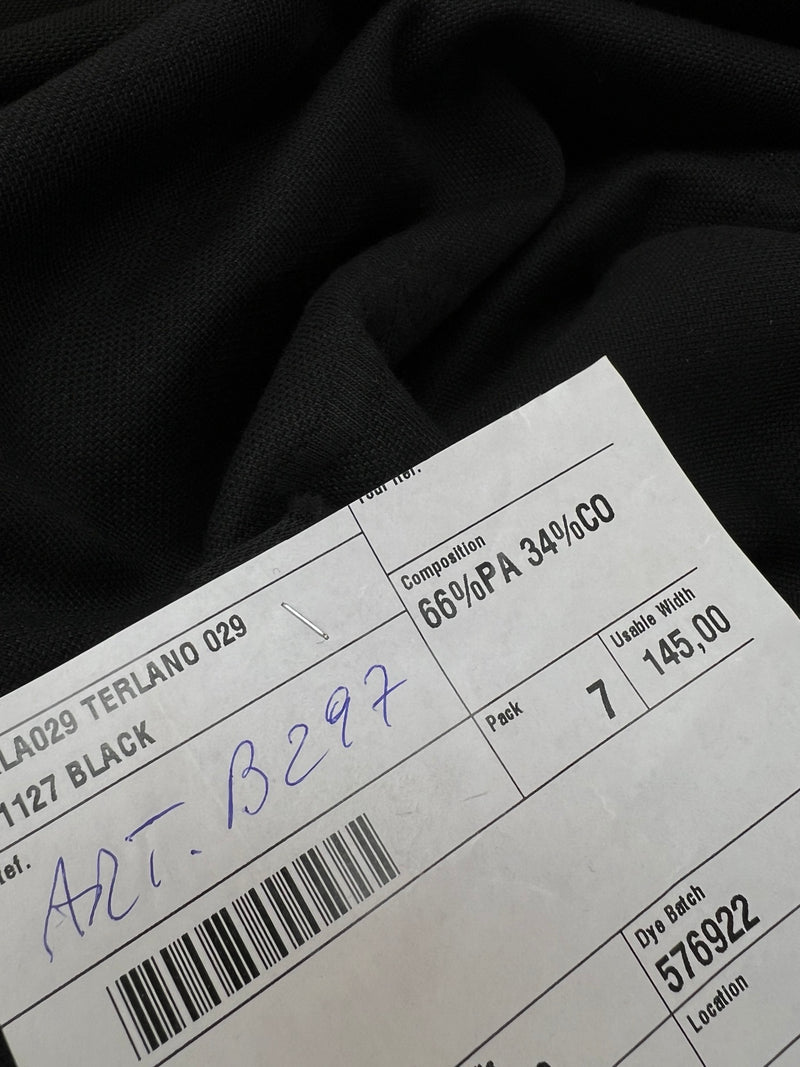 Your Ref.
Composition
66%PA 34%CO
LA029 TERLANO 029
1127 BLACK
Usable Width
145,00
Pack
7
ef.
ART. B297
Dye Batch
576922
Location